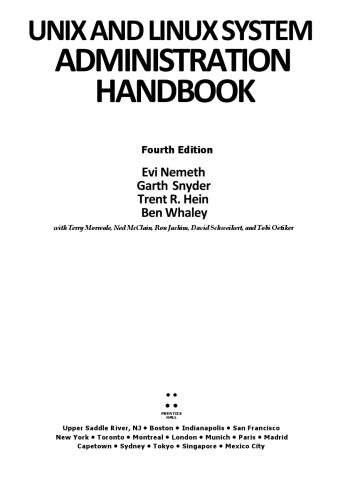 UNIX AND LINUX SYSTEM
ADMINISTRATION
HANDBOOK
Fourth Edition
Evi Nemeth
Garth Snyder
Trent R. Hein
Ben Whaley
with Terry Morreale, Ned McClain, Ron Jachim, David Schweikert, and Tobi Oetiker
PRENTICE
HALL
Upper Saddle River, NJ • Boston • Indianapolis • San Francisco
New York • Toronto • Montreal • London • Munich • Paris • Madrid
Capetown • Sydney • Tokyo • Singapore • Mexico City